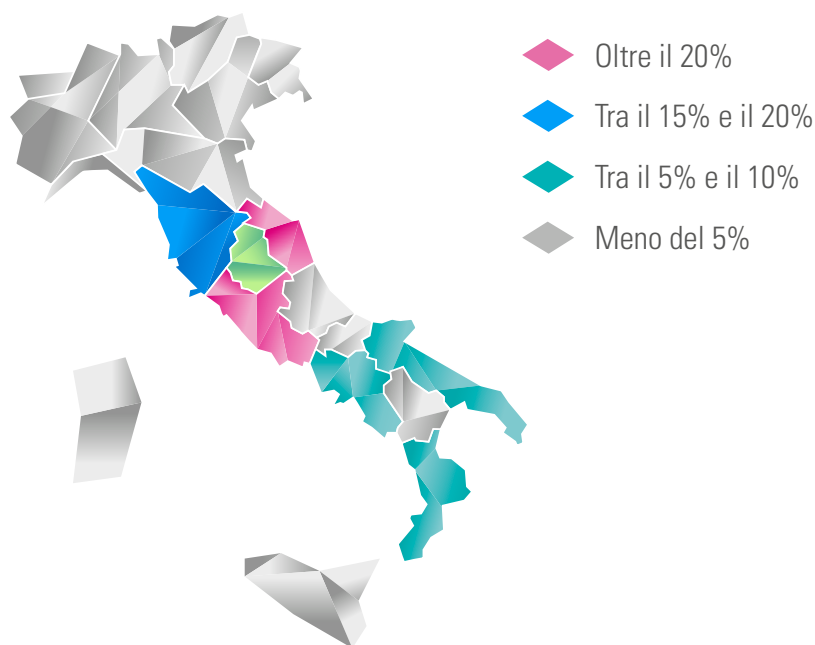 Oltre il 20%
Tra il 15% e il 20%
Tra il 5% e il 10%
Meno del 5%